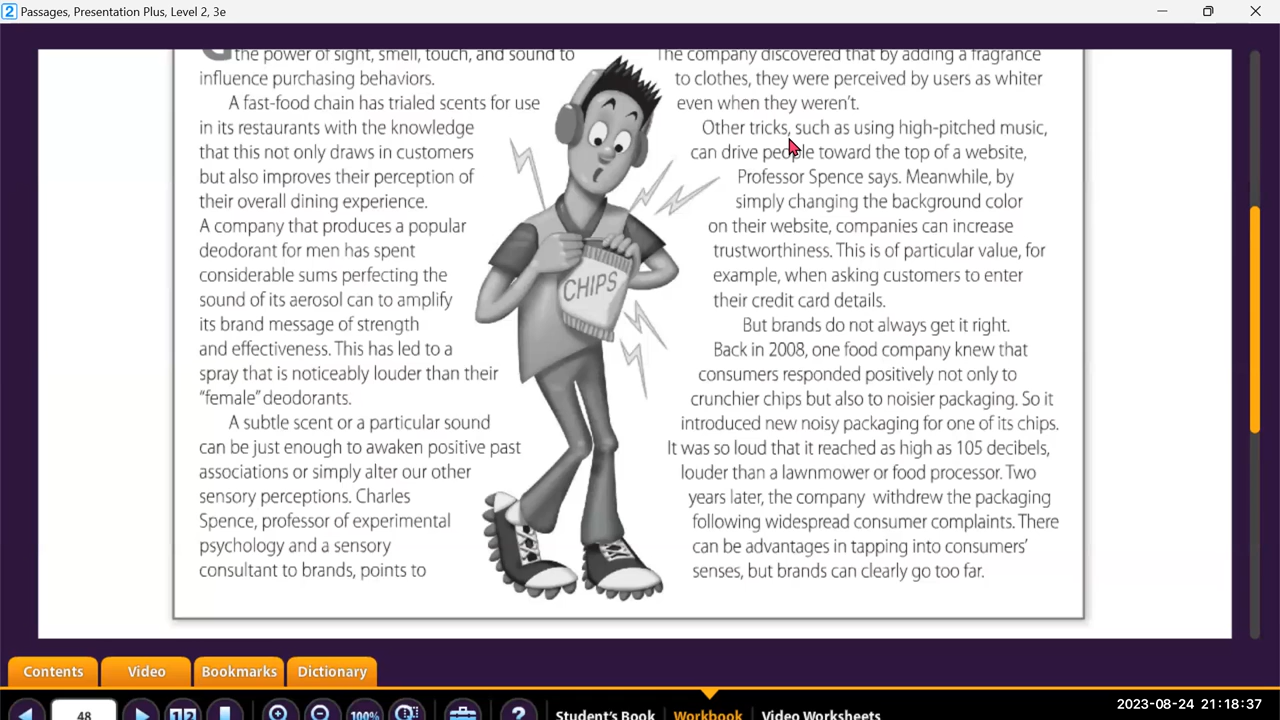 Passages, Presentation Plus, Level 2, 3e
the power of sight, smell, touch, and sound to
influence purchasing behaviors.
A fast-food chain has trialed scents for use
in its restaurants with the knowledge
that this not only draws in customers
but also improves their perception of
their overall dining experience.
A company that produces a popular
deodorant for men has spent
considerable sums perfecting the
sound of its aerosol can to amplify
its brand message of strength
and effectiveness. This has led to a
spray that is noticeably louder than their
“female” deodorants.
A subtle scent or a particular sound
can be just enough to awaken positive past
associations or simply alter our other
sensory perceptions. Charles
Spence, professor of experimental
psychology and a sensory
consultant to brands, points to
CHIPS
The company discovered that by adding a fragrance
to clothes, they were perceived by users as whiter
even when they weren’t.
Other tricks, such as using high-pitched music,
can drive people toward the top of a website,
Professor Spence says. Meanwhile, by
simply changing the background color
on their website, companies can increase
trustworthiness. This is of particular value, for
example, when asking customers to enter
their credit card details.
But brands do not always get it right.
Back in 2008, one food company knew that
consumers responded positively not only to
crunchier chips but also to noisier packaging. So it
introduced new noisy packaging for one of its chips.
It was so loud that it reached as high as 105 decibels,
louder than a lawnmower or food processor. Two
years later, the company withdrew the packaging
following widespread consumer complaints. There
can be advantages in tapping into consumers’
senses, but brands can clearly go too far.
Contents Video Bookmarks Dictionary
48 1 2 100% ? Student's Book Workbook Video Worksheets
2023-08-24 21:18:37